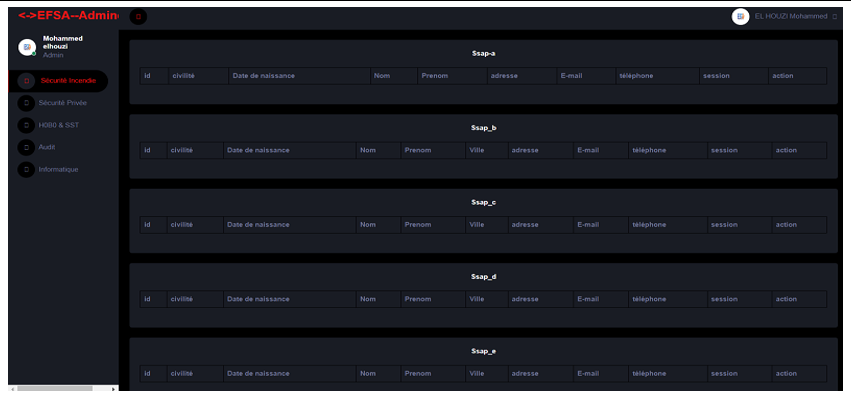 <->EFSA--Admin
EL HOUZI Mohammed
Mohammed
elhouzi
Admin
Sécurité Incendie
Sécurité Privée
H0B0 & SST
Audit
Informatique
Ssap-a
id civilité Date de naissance Nom Prenom adresse E-mail téléphone session action
Ssap_b
id civilité Date de naissance Nom Prenom Ville adresse E-mail téléphone session action
Ssap_c
id civilité Date de naissance Nom Prenom Ville adresse E-mail téléphone session action
Ssap_d
id civilité Date de naissance Nom Prenom Ville adresse E-mail téléphone session action
Ssap_e
id civilité Date de naissance Nom Prenom Ville adresse E-mail téléphone session action